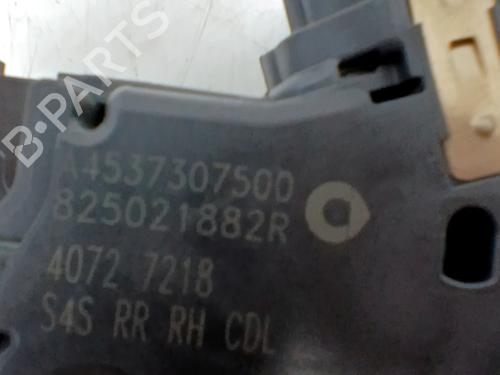 B-PARTS
A4537307500
825021882R
4072 7218
S4S RR RH CDL